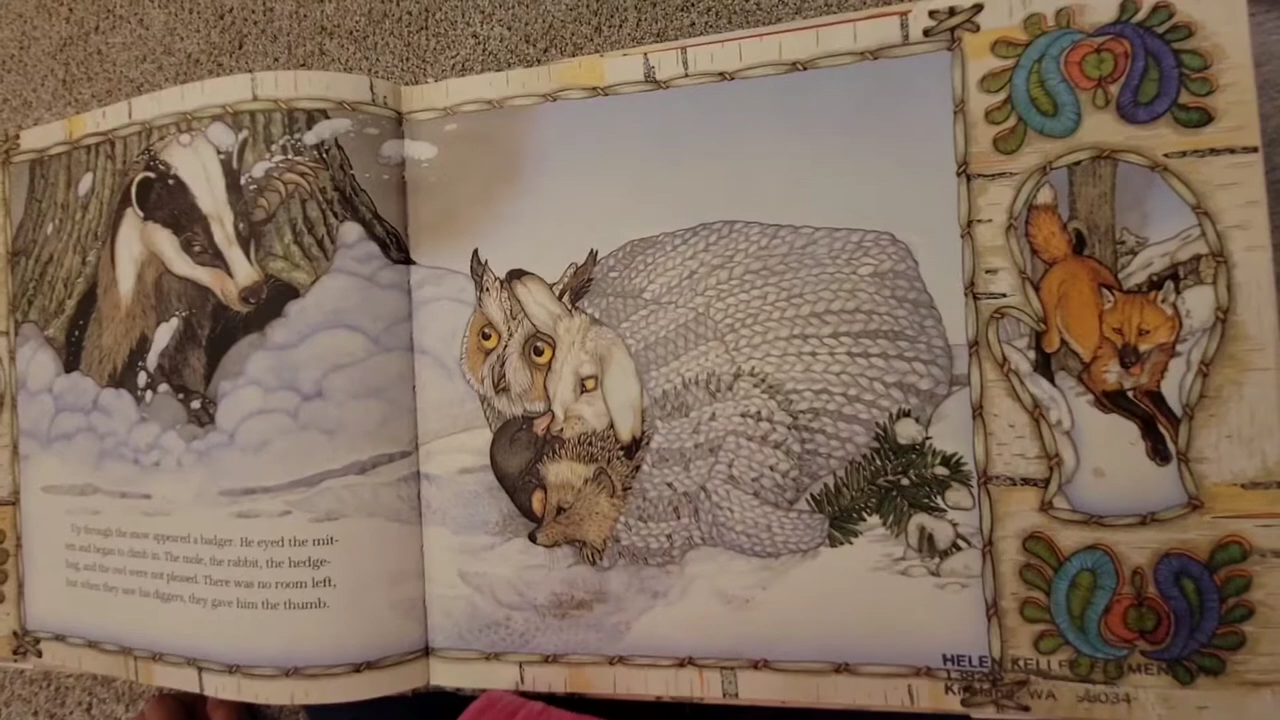 Up through the snow appeared a badger. He eyed the mit-
ten and began to climb in. The mole, the rabbit, the hedge-
hog, and the owl were not pleased. There was no room left,
but when they saw his diggers, they gave him the thumb.
HELEN KELLER
Kirkland, WA 98034